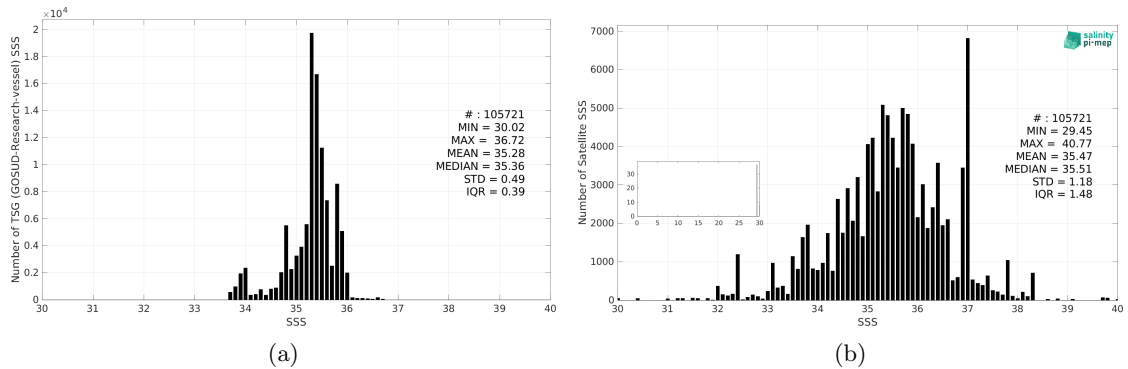 2 ×10⁴
1.8
1.6
1.4
1.2
1
0.8
0.6
0.4
0.2
0
Number of TSG (GOSUD-Research-vessel) SSS
# : 105721
MIN = 30.02
MAX = 36.72
MEAN = 35.28
MEDIAN = 35.36
STD = 0.49
IQR = 0.39
30 31 32 33 34 35 36 37 38 39 40
SSS
(a)
salinity
pi-mep
7000
6000
5000
4000
3000
2000
1000
0
Number of Satellite SSS
# : 105721
MIN = 29.45
MAX = 40.77
MEAN = 35.47
MEDIAN = 35.51
STD = 1.18
IQR = 1.48
30
20
10
0
0 5 10 15 20 25 30
30 31 32 33 34 35 36 37 38 39 40
SSS
(b)